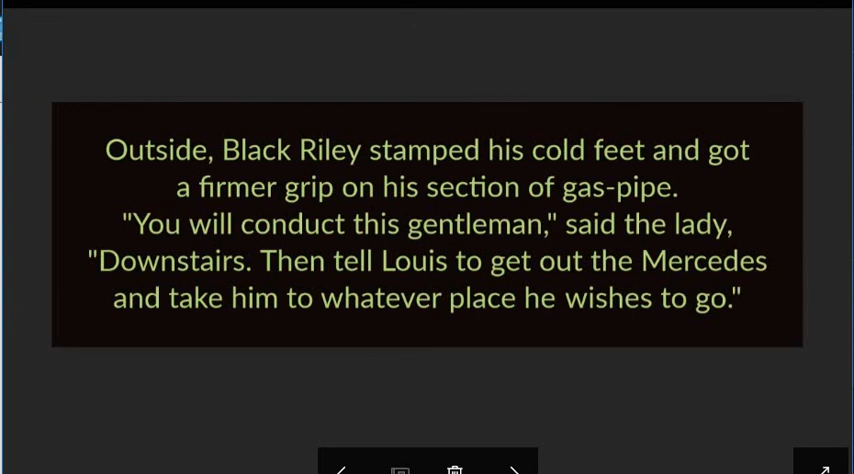 Outside, Black Riley stamped his cold feet and got
a firmer grip on his section of gas-pipe.
"You will conduct this gentleman," said the lady,
"Downstairs. Then tell Louis to get out the Mercedes
and take him to whatever place he wishes to go."